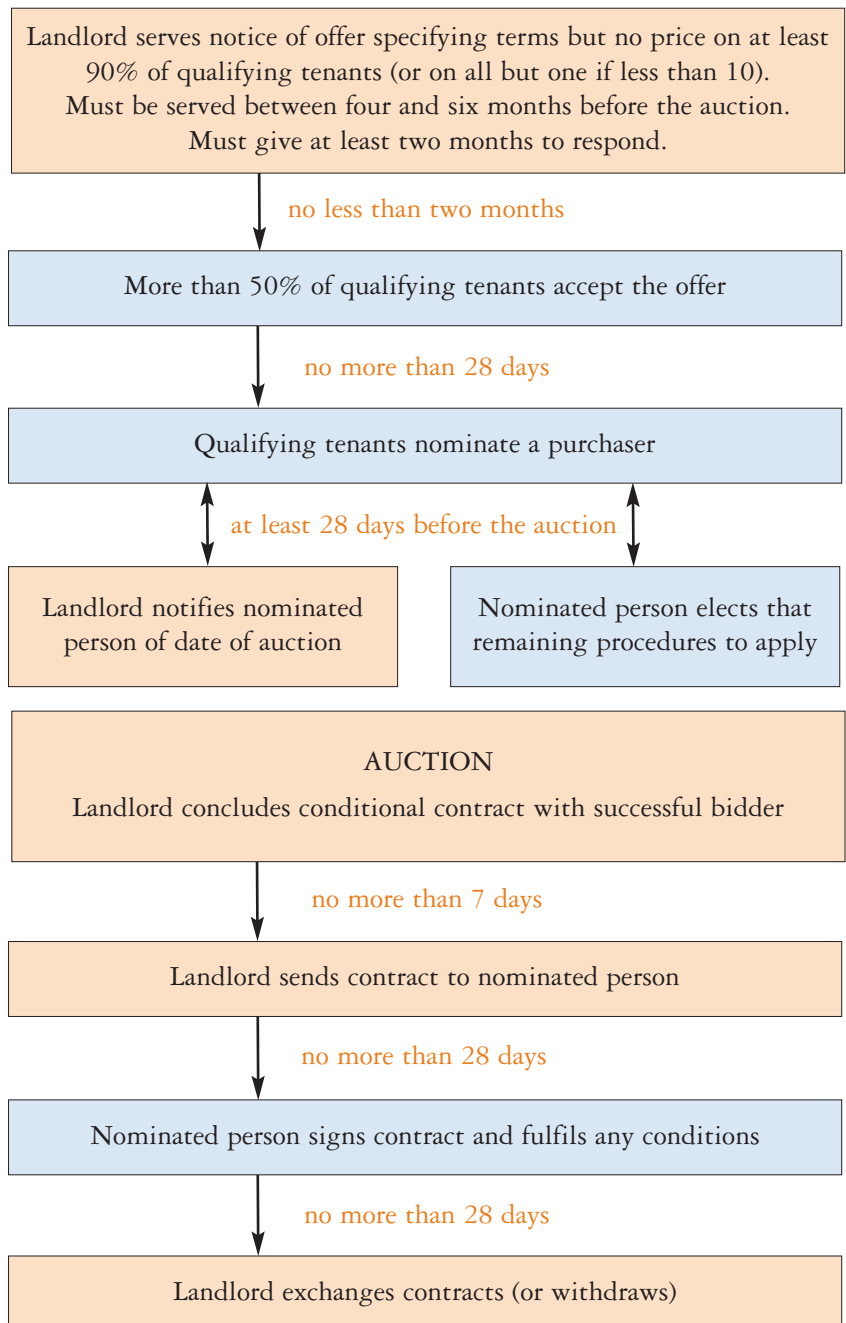 Landlord serves notice of offer specifying terms but no price on at least
90% of qualifying tenants (or on all but one if less than 10).
Must be served between four and six months before the auction.
Must give at least two months to respond.
no less than two months
More than 50% of qualifying tenants accept the offer
no more than 28 days
Qualifying tenants nominate a purchaser
at least 28 days before the auction
Landlord notifies nominated
person of date of auction
Nominated person elects that
remaining procedures to apply
AUCTION
Landlord concludes conditional contract with successful bidder
no more than 7 days
Landlord sends contract to nominated person
no more than 28 days
Nominated person signs contract and fulfils any conditions
no more than 28 days
Landlord exchanges contracts (or withdraws)